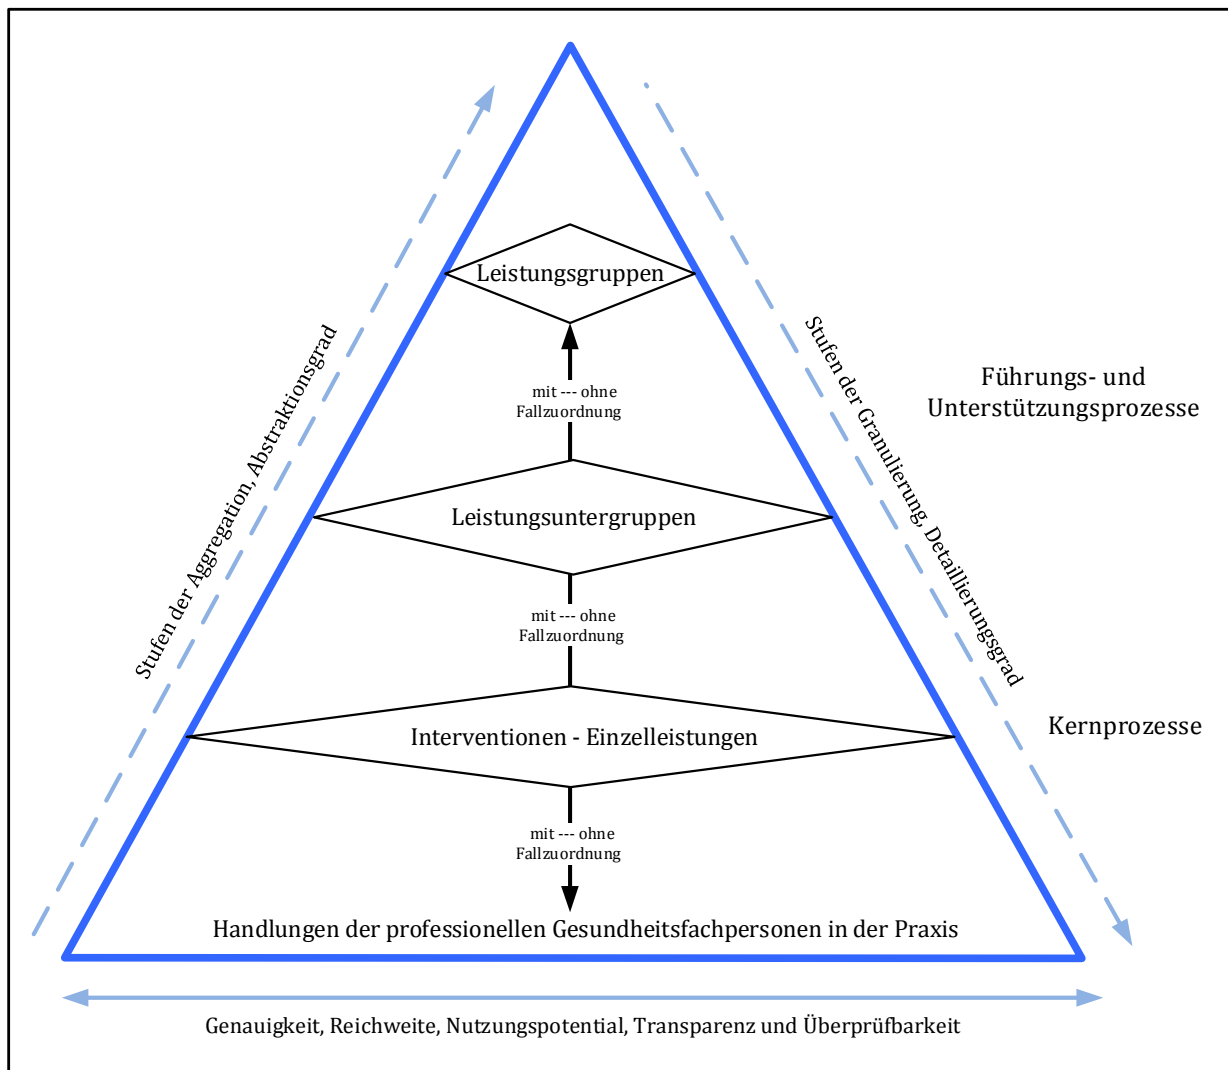 Leistungsgruppen
mit --- ohne
Fallzuordnung
Leistungsuntergruppen
mit --- ohne
Fallzuordnung
Interventionen - Einzelleistungen
mit --- ohne
Fallzuordnung
Handlungen der professionellen Gesundheitsfachpersonen in der Praxis
Stufen der Aggregation, Abstraktionsgrad
Stufen der Granulierung, Detaillierungsgrad
Führungs- und
Unterstützungsprozesse
Kernprozesse
Genauigkeit, Reichweite, Nutzungspotential, Transparenz und Überprüfbarkeit